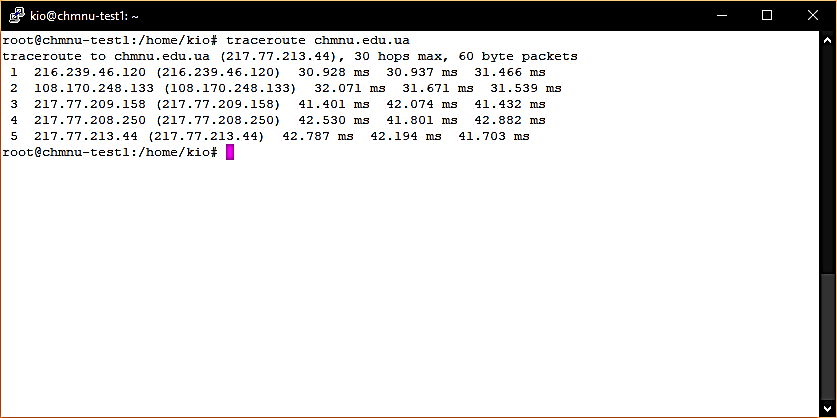 kio@chmnu-test1: ~
root@chmnu-test1:/home/kio# traceroute chmnu.edu.ua
traceroute to chmnu.edu.ua (217.77.213.44), 30 hops max, 60 byte packets
 1  216.239.46.120 (216.239.46.120)  30.928 ms  30.937 ms  31.466 ms
 2  108.170.248.133 (108.170.248.133)  32.071 ms  31.671 ms  31.539 ms
 3  217.77.209.158 (217.77.209.158)  41.401 ms  42.074 ms  41.432 ms
 4  217.77.208.250 (217.77.208.250)  42.530 ms  41.801 ms  42.882 ms
 5  217.77.213.44 (217.77.213.44)  42.787 ms  42.194 ms  41.703 ms
root@chmnu-test1:/home/kio#